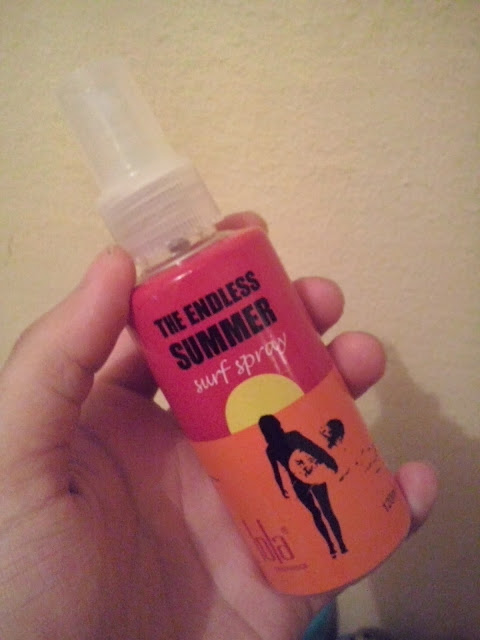 THE ENDLESS
SUMMER
surf spray
lola®